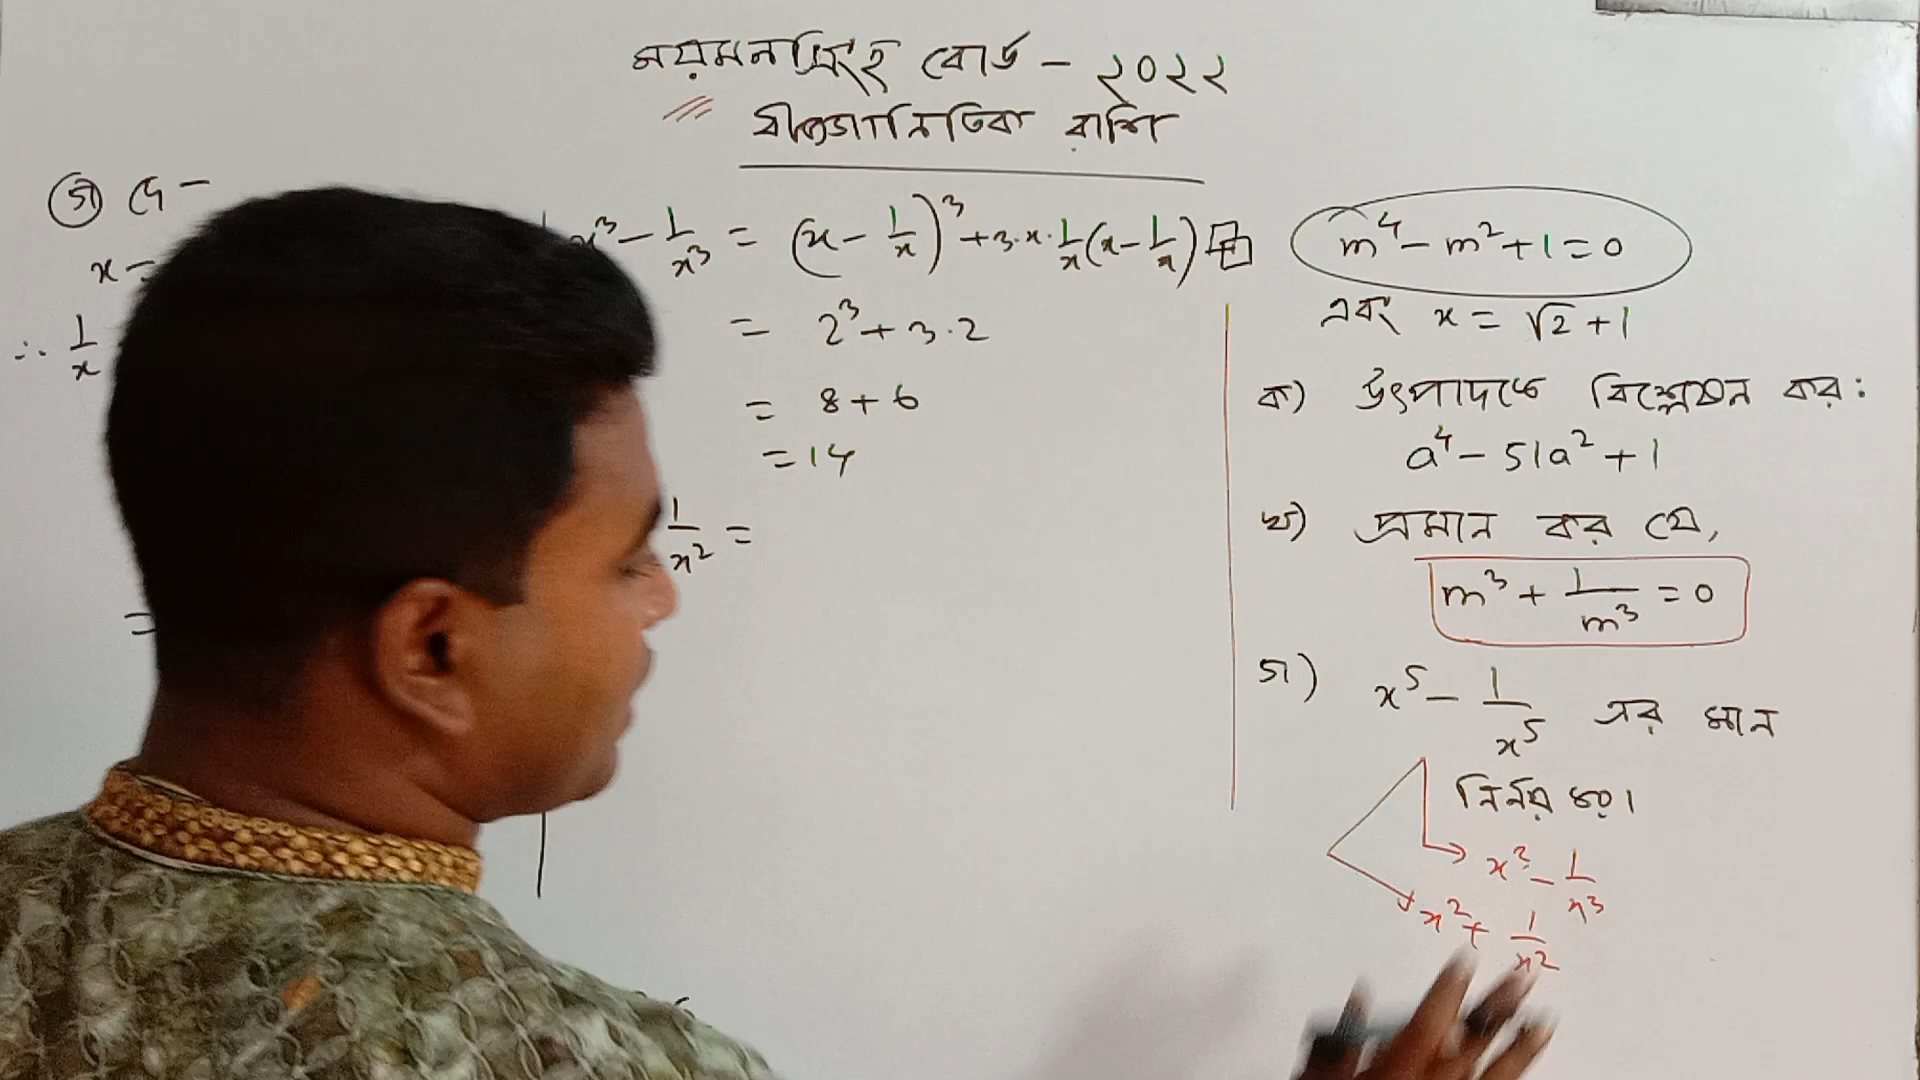 ময়মনসিংহ বোর্ড – ২০২২
বীজগানিতিক রাশি
গ দে –
x =
∴ 1/x
=
x³ – 1/x³ = (x – 1/x)³ + 3·x·1/x(x – 1/x)
= 2³ + 3·2
= 8 + 6
= 14
1/x² =
m⁴ – m² + 1 = 0
এবং x = √2 + 1
ক) উৎপাদকে বিশ্লেষন কর:
a⁴ – 51a² + 1
খ) প্রমান কর যে,
m³ + 1/m³ = 0
গ) x⁵ – 1/x⁵ এর মান
নির্নয় কর।
x³ – 1/x³
x² + 1/x²